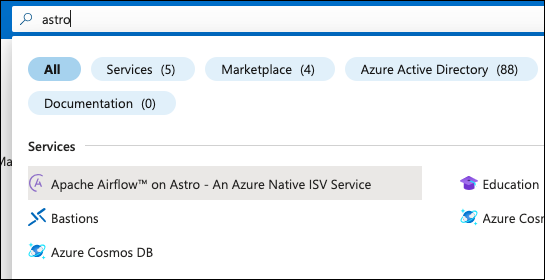 astro
All
Services (5)
Marketplace (4)
Azure Active Directory (88)
Documentation (0)
Services
Apache Airflow™ on Astro - An Azure Native ISV Service
Education
Bastions
Azure Cosm
Azure Cosmos DB